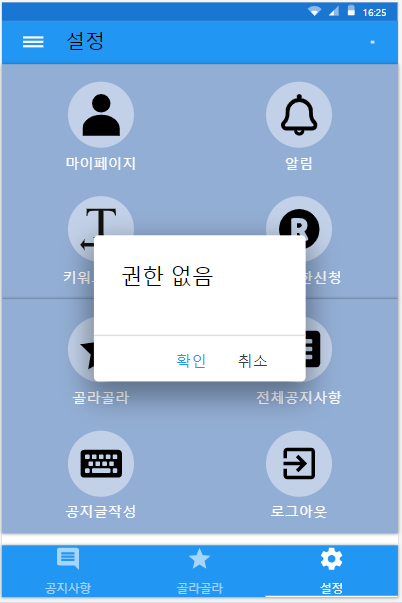 16:25
설정
마이페이지
알림
키워
한신청
권한 없음
확인
취소
골라골라
전체공지사항
공지글작성
로그아웃
공지사항
골라골라
설정